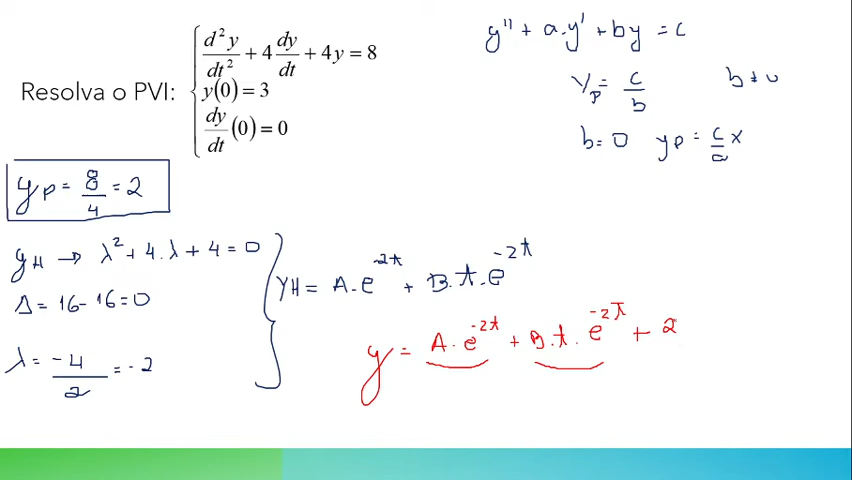 Resolva o PVI:
d²y/dt² + 4 dy/dt + 4y = 8
y(0) = 3
dy/dt (0) = 0
y'' + a.y' + by = c
Yp = c/b   b ≠ 0
b = 0   yp = c/a x
yp = 8/4 = 2
yH → λ² + 4.λ + 4 = 0
Δ = 16 - 16 = 0
λ = -4/2 = -2
YH = A.e^-2t + B.t.e^-2t
y = A.e^-2t + B.t.e^-2t + 2